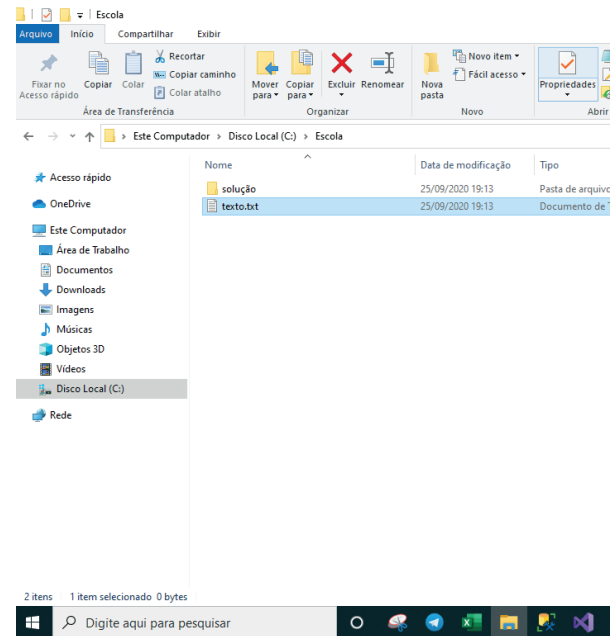 Escola
Arquivo Início Compartilhar Exibir
Fixar no Acesso rápido
Copiar
Colar
Recortar
Copiar caminho
Colar atalho
Mover para
Copiar para
Excluir
Renomear
Nova pasta
Novo item
Fácil acesso
Propriedades
Área de Transferência Organizar Novo Abrir
Este Computador > Disco Local (C:) > Escola
Nome Data de modificação Tipo
solução 25/09/2020 19:13 Pasta de arquivo
texto.txt 25/09/2020 19:13 Documento de T
Acesso rápido
OneDrive
Este Computador
Área de Trabalho
Documentos
Downloads
Imagens
Músicas
Objetos 3D
Vídeos
Disco Local (C:)
Rede
2 itens 1 item selecionado 0 bytes
Digite aqui para pesquisar